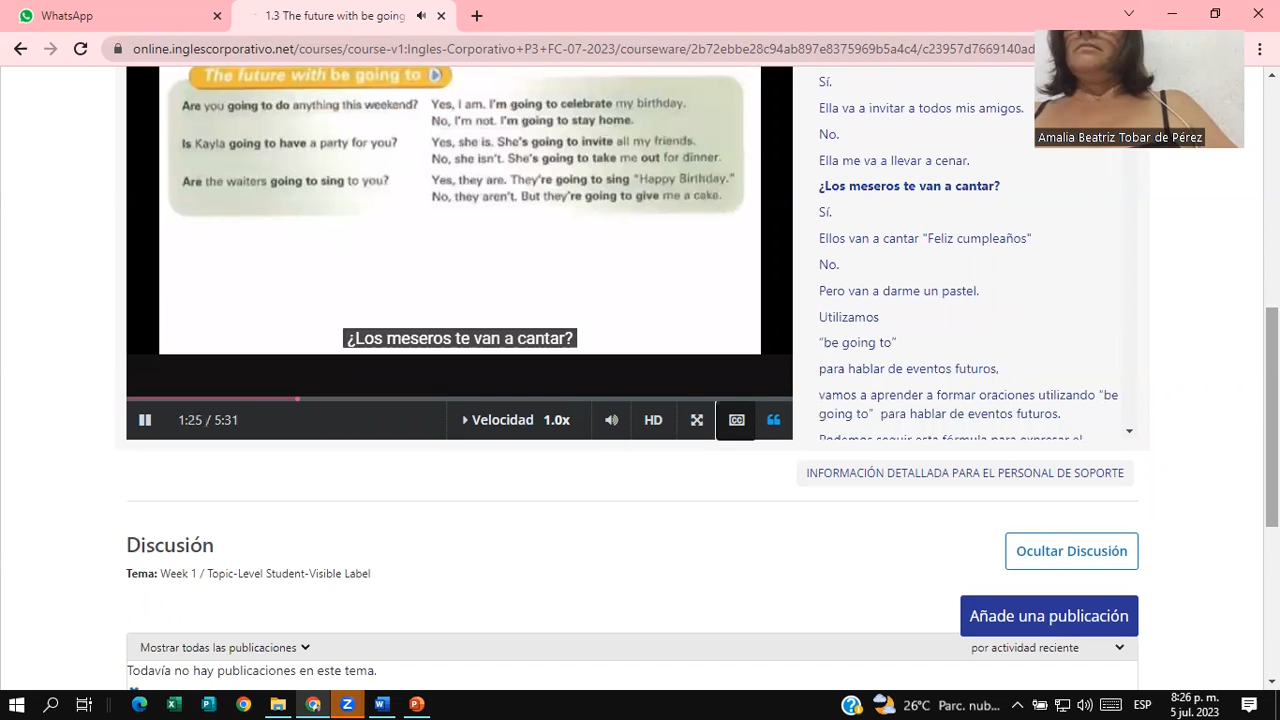 WhatsApp
1.3 The future with be going
online.inglescorporativo.net/courses/course-v1:Ingles-Corporativo+P3+FC-07-2023/courseware/2b72ebbe28c94ab897e8375969b5a4c4/c23957d7669140ad
The future with be going to
Are you going to do anything this weekend?
Yes, I am. I'm going to celebrate my birthday.
No, I'm not. I'm going to stay home.
Is Kayla going to have a party for you?
Yes, she is. She's going to invite all my friends.
No, she isn't. She's going to take me out for dinner.
Are the waiters going to sing to you?
Yes, they are. They're going to sing "Happy Birthday."
No, they aren't. But they're going to give me a cake.
¿Los meseros te van a cantar?
1:25 / 5:31
Velocidad 1.0x
HD
CC
Sí.
Ella va a invitar a todos mis amigos.
No.
Ella me va a llevar a cenar.
¿Los meseros te van a cantar?
Sí.
Ellos van a cantar "Feliz cumpleaños"
No.
Pero van a darme un pastel.
Utilizamos
"be going to"
para hablar de eventos futuros,
vamos a aprender a formar oraciones utilizando "be
going to" para hablar de eventos futuros.
Podemos seguir esta fórmula para expresar el
Amalia Beatriz Tobar de Pérez
INFORMACIÓN DETALLADA PARA EL PERSONAL DE SOPORTE
Discusión
Ocultar Discusión
Tema: Week 1 / Topic-Level Student-Visible Label
Añade una publicación
Mostrar todas las publicaciones
por actividad reciente
Todavía no hay publicaciones en este tema.
26°C Parc. nub...
ESP
8:26 p. m.
5 jul. 2023